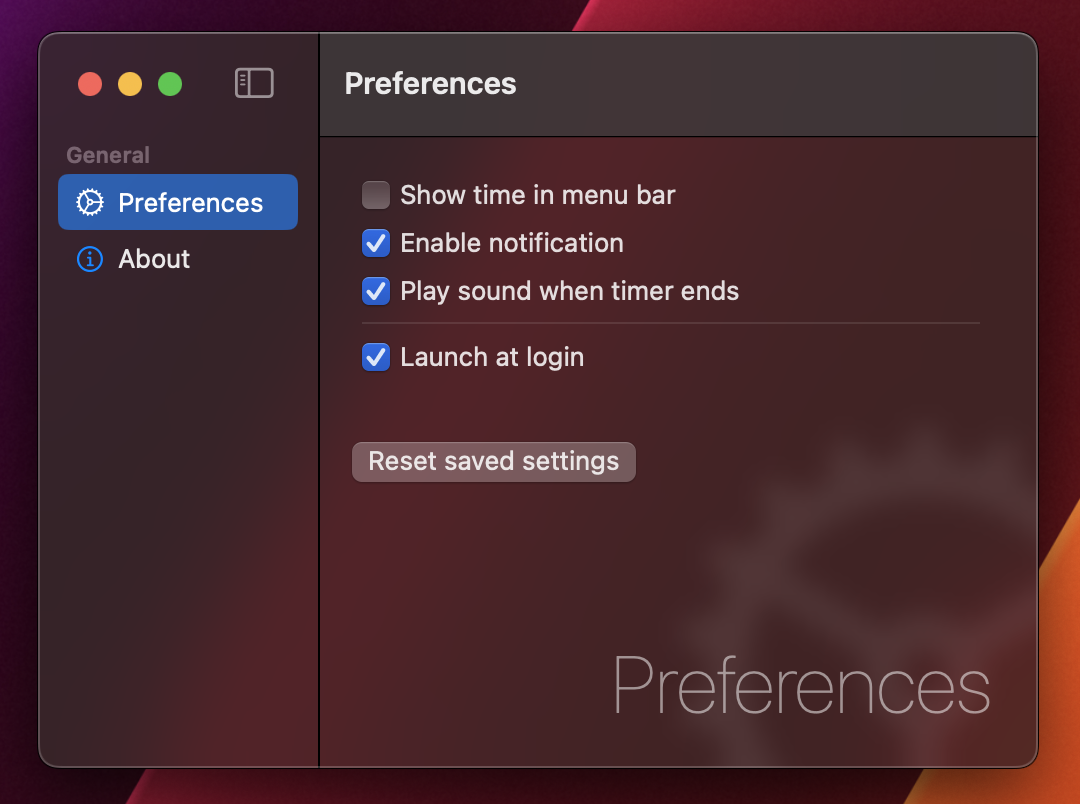 Preferences
General
Preferences
About
Show time in menu bar
Enable notification
Play sound when timer ends
Launch at login
Reset saved settings
Preferences